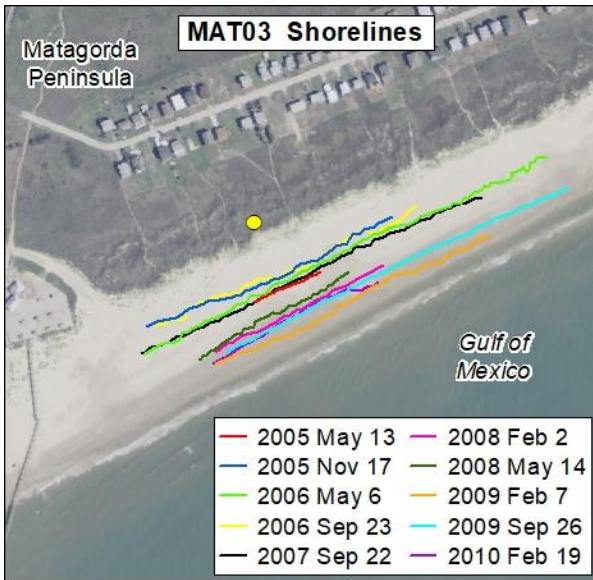 MAT03 Shorelines
Matagorda
Peninsula
Gulf of
Mexico
2005 May 13
2005 Nov 17
2006 May 6
2006 Sep 23
2007 Sep 22
2008 Feb 2
2008 May 14
2009 Feb 7
2009 Sep 26
2010 Feb 19